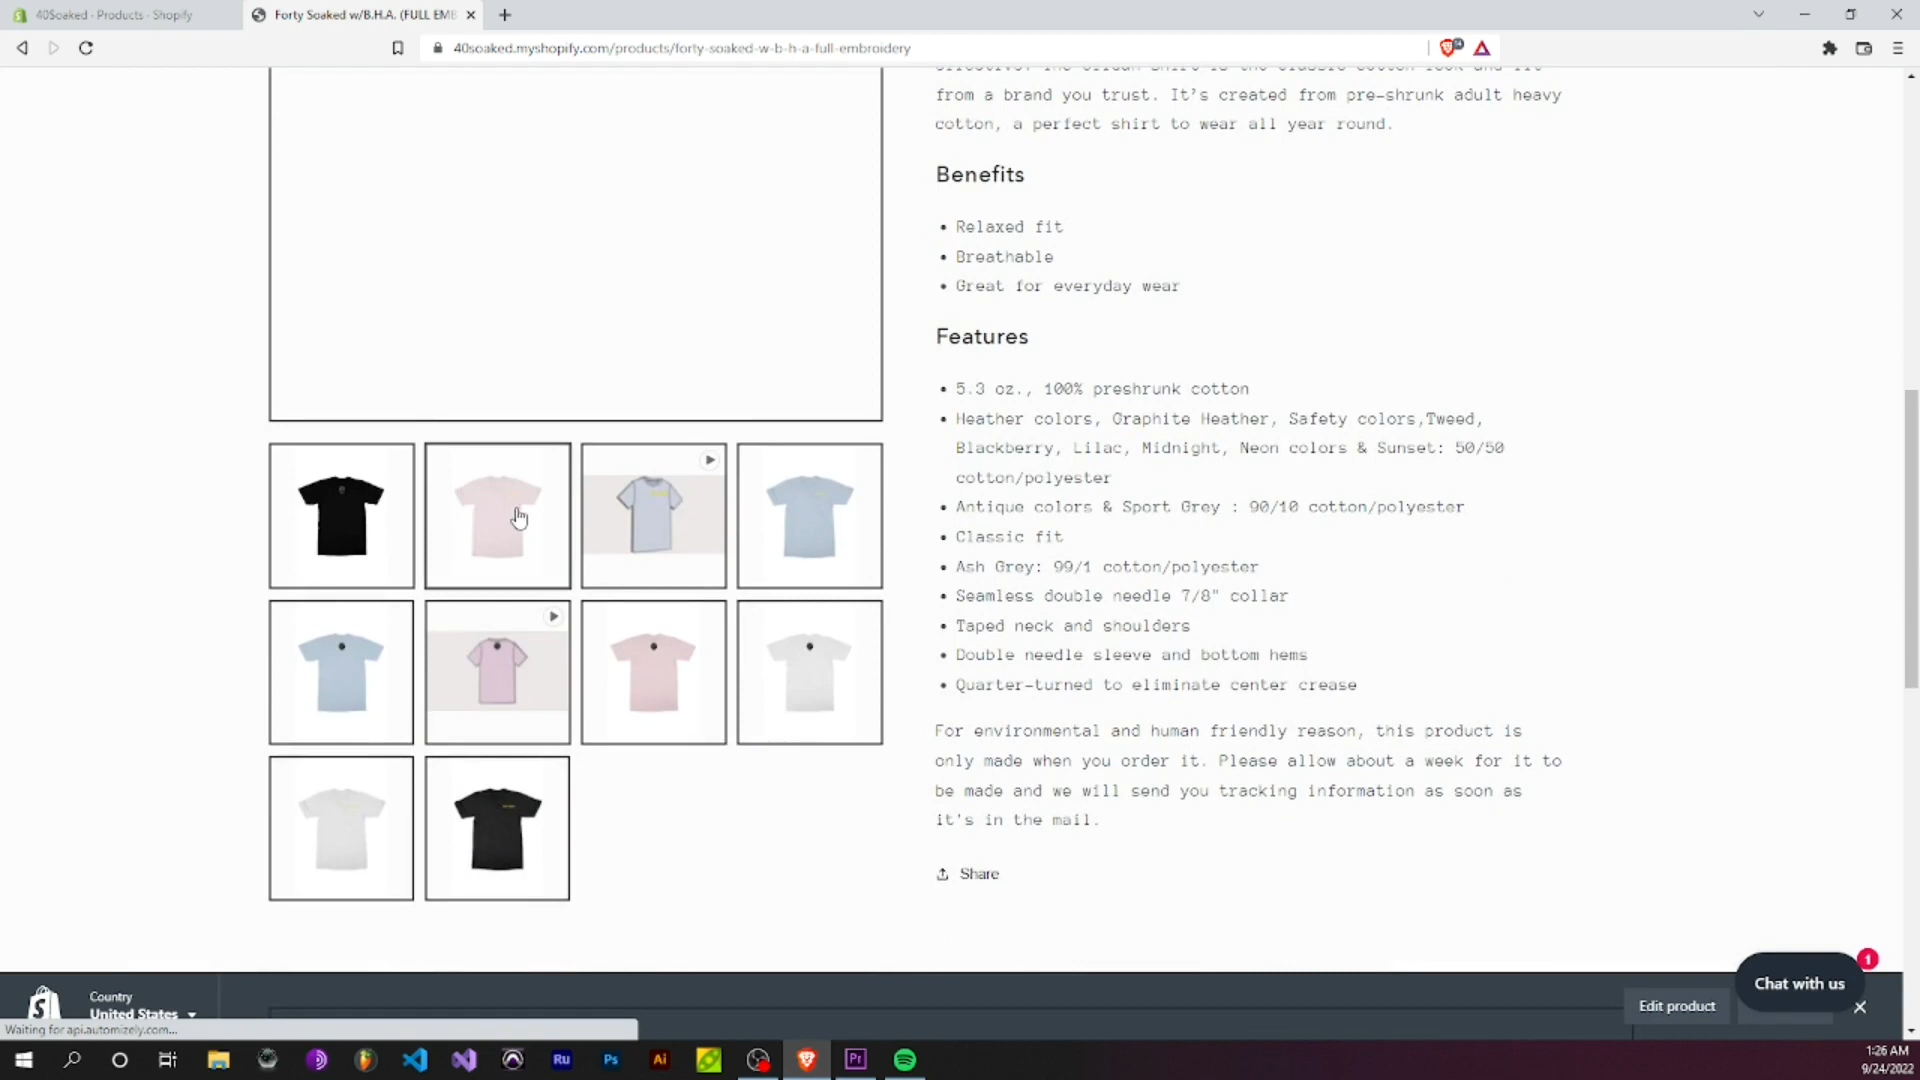 40Soaked - Products - Shopify
Forty Soaked w/B.H.A. (FULL EMB
40soaked.myshopify.com/products/forty-soaked-w-b-h-a-full-embroidery
from a brand you trust. It's created from pre-shrunk adult heavy
cotton, a perfect shirt to wear all year round.
Benefits
• Relaxed fit
• Breathable
• Great for everyday wear
Features
• 5.3 oz., 100% preshrunk cotton
• Heather colors, Graphite Heather, Safety colors,Tweed,
Blackberry, Lilac, Midnight, Neon colors & Sunset: 50/50
cotton/polyester
• Antique colors & Sport Grey : 90/10 cotton/polyester
• Classic fit
• Ash Grey: 99/1 cotton/polyester
• Seamless double needle 7/8" collar
• Taped neck and shoulders
• Double needle sleeve and bottom hems
• Quarter-turned to eliminate center crease
For environmental and human friendly reason, this product is
only made when you order it. Please allow about a week for it to
be made and we will send you tracking information as soon as
it's in the mail.
Share
1
Chat with us
Country
United States
Edit product
Waiting for api.automizely.com...
Ru
Ps
Ai
Pr
1:26 AM
9/24/2022